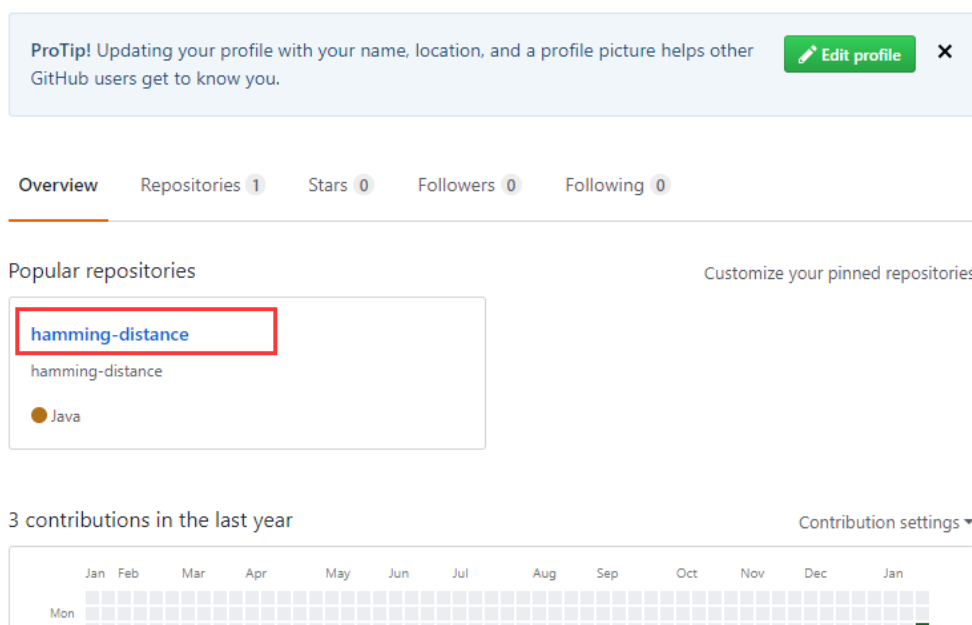 ProTip! Updating your profile with your name, location, and a profile picture helps other
GitHub users get to know you.
Edit profile
Overview Repositories 1 Stars 0 Followers 0 Following 0
Popular repositories
Customize your pinned repositories
hamming-distance
hamming-distance
Java
3 contributions in the last year
Contribution settings
Jan Feb Mar Apr May Jun Jul Aug Sep Oct Nov Dec Jan
Mon